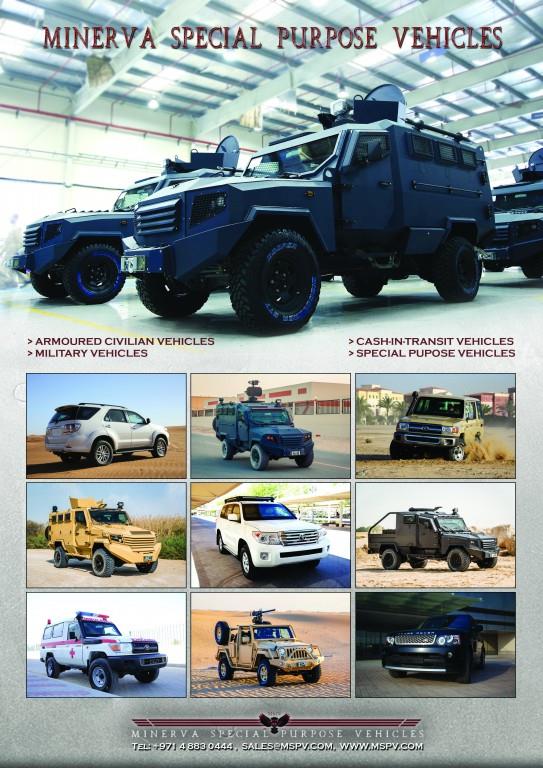 MINERVA SPECIAL PURPOSE VEHICLES
> ARMOURED CIVILIAN VEHICLES
> MILITARY VEHICLES
> CASH-IN-TRANSIT VEHICLES
> SPECIAL PUPOSE VEHICLES
MINERVA SPECIAL PURPOSE VEHICLES
TEL: +971 4 883 0444 , SALES@MSPV.COM, WWW.MSPV.COM